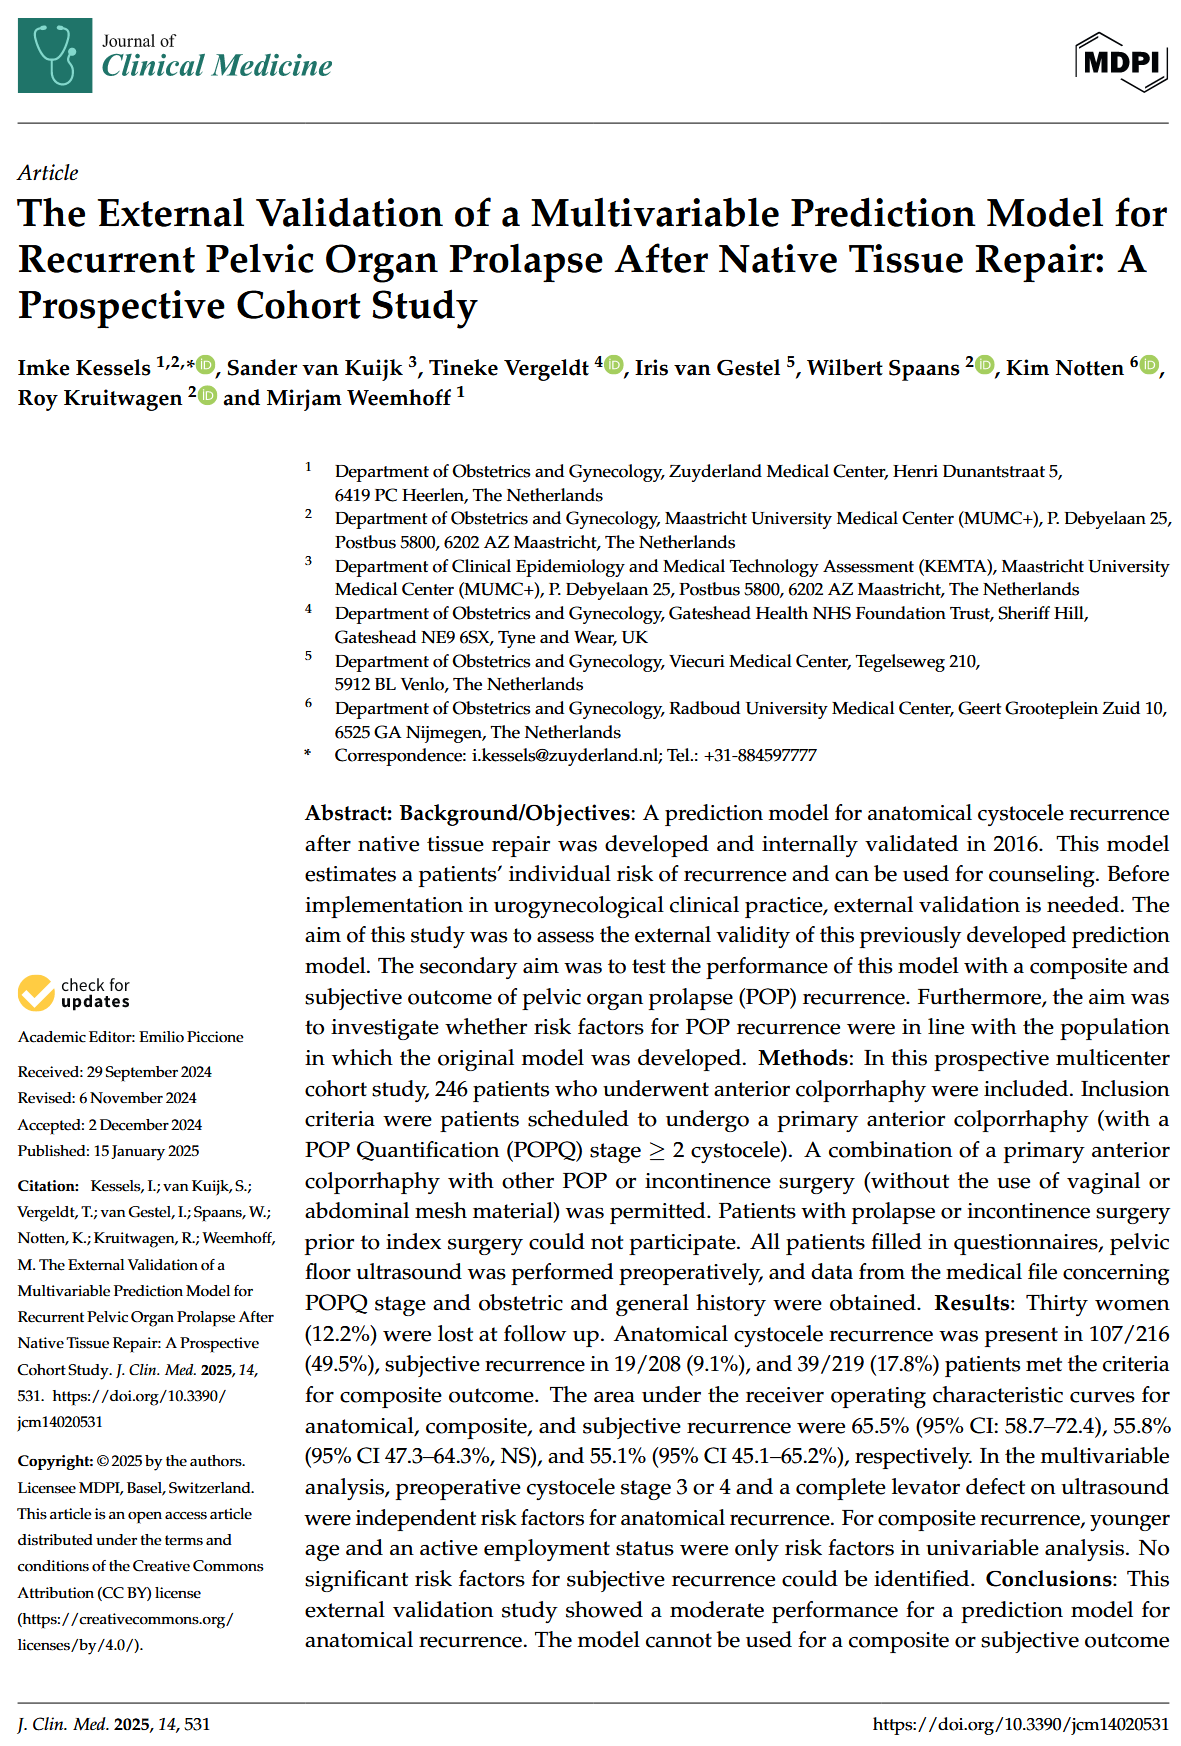 Journal of
Clinical Medicine
MDPI
Article
The External Validation of a Multivariable Prediction Model for
Recurrent Pelvic Organ Prolapse After Native Tissue Repair: A
Prospective Cohort Study
Imke Kessels 1,2,*iD, Sander van Kuijk 3, Tineke Vergeldt 4iD, Iris van Gestel 5, Wilbert Spaans 2iD, Kim Notten 6iD,
Roy Kruitwagen 2iD and Mirjam Weemhoff 1
1 Department of Obstetrics and Gynecology, Zuyderland Medical Center, Henri Dunantstraat 5,
6419 PC Heerlen, The Netherlands
2 Department of Obstetrics and Gynecology, Maastricht University Medical Center (MUMC+), P. Debyelaan 25,
Postbus 5800, 6202 AZ Maastricht, The Netherlands
3 Department of Clinical Epidemiology and Medical Technology Assessment (KEMTA), Maastricht University
Medical Center (MUMC+), P. Debyelaan 25, Postbus 5800, 6202 AZ Maastricht, The Netherlands
4 Department of Obstetrics and Gynecology, Gateshead Health NHS Foundation Trust, Sheriff Hill,
Gateshead NE9 6SX, Tyne and Wear, UK
5 Department of Obstetrics and Gynecology, Viecuri Medical Center, Tegelseweg 210,
5912 BL Venlo, The Netherlands
6 Department of Obstetrics and Gynecology, Radboud University Medical Center, Geert Grooteplein Zuid 10,
6525 GA Nijmegen, The Netherlands
* Correspondence: i.kessels@zuyderland.nl; Tel.: +31-884597777
Abstract: Background/Objectives: A prediction model for anatomical cystocele recurrence
after native tissue repair was developed and internally validated in 2016. This model
estimates a patients’ individual risk of recurrence and can be used for counseling. Before
implementation in urogynecological clinical practice, external validation is needed. The
aim of this study was to assess the external validity of this previously developed prediction
model. The secondary aim was to test the performance of this model with a composite and
subjective outcome of pelvic organ prolapse (POP) recurrence. Furthermore, the aim was
to investigate whether risk factors for POP recurrence were in line with the population
in which the original model was developed. Methods: In this prospective multicenter
cohort study, 246 patients who underwent anterior colporrhaphy were included. Inclusion
criteria were patients scheduled to undergo a primary anterior colporrhaphy (with a
POP Quantification (POPQ) stage ≥ 2 cystocele). A combination of a primary anterior
colporrhaphy with other POP or incontinence surgery (without the use of vaginal or
abdominal mesh material) was permitted. Patients with prolapse or incontinence surgery
prior to index surgery could not participate. All patients filled in questionnaires, pelvic
floor ultrasound was performed preoperatively, and data from the medical file concerning
POPQ stage and obstetric and general history were obtained. Results: Thirty women
(12.2%) were lost at follow up. Anatomical cystocele recurrence was present in 107/216
(49.5%), subjective recurrence in 19/208 (9.1%), and 39/219 (17.8%) patients met the criteria
for composite outcome. The area under the receiver operating characteristic curves for
anatomical, composite, and subjective recurrence were 65.5% (95% CI: 58.7–72.4), 55.8%
(95% CI 47.3–64.3%, NS), and 55.1% (95% CI 45.1–65.2%), respectively. In the multivariable
analysis, preoperative cystocele stage 3 or 4 and a complete levator defect on ultrasound
were independent risk factors for anatomical recurrence. For composite recurrence, younger
age and an active employment status were only risk factors in univariable analysis. No
significant risk factors for subjective recurrence could be identified. Conclusions: This
external validation study showed a moderate performance for a prediction model for
anatomical recurrence. The model cannot be used for a composite or subjective outcome
check for
updates
Academic Editor: Emilio Piccione
Received: 29 September 2024
Revised: 6 November 2024
Accepted: 2 December 2024
Published: 15 January 2025
Citation: Kessels, I.; van Kuijk, S.;
Vergeldt, T.; van Gestel, I.; Spaans, W.;
Notten, K.; Kruitwagen, R.; Weemhoff,
M. The External Validation of a
Multivariable Prediction Model for
Recurrent Pelvic Organ Prolapse After
Native Tissue Repair: A Prospective
Cohort Study. J. Clin. Med. 2025, 14,
531. https://doi.org/10.3390/
jcm14020531
Copyright: © 2025 by the authors.
Licensee MDPI, Basel, Switzerland.
This article is an open access article
distributed under the terms and
conditions of the Creative Commons
Attribution (CC BY) license
(https://creativecommons.org/
licenses/by/4.0/).
J. Clin. Med. 2025, 14, 531
https://doi.org/10.3390/jcm14020531